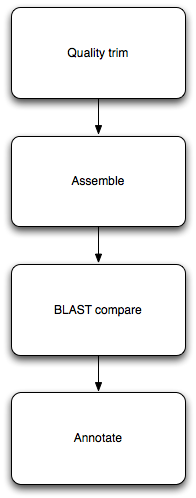 Quality trim
Assemble
BLAST compare
Annotate